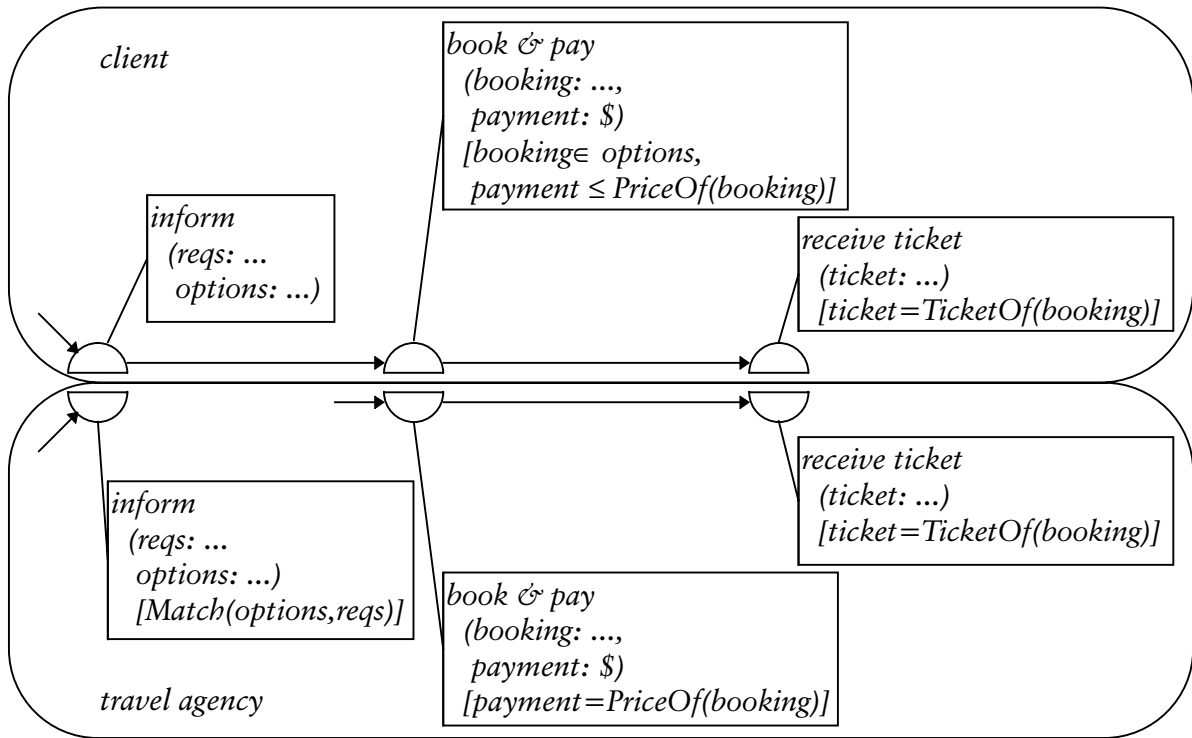 client
book & pay
(booking: ...,
payment: $)
[booking∈ options,
payment ≤ PriceOf(booking)]
inform
(reqs: ...
options: ...)
receive ticket
(ticket: ...)
[ticket=TicketOf(booking)]
inform
(reqs: ...
options: ...)
[Match(options,reqs)]
book & pay
(booking: ...,
payment: $)
[payment=PriceOf(booking)]
receive ticket
(ticket: ...)
[ticket=TicketOf(booking)]
travel agency